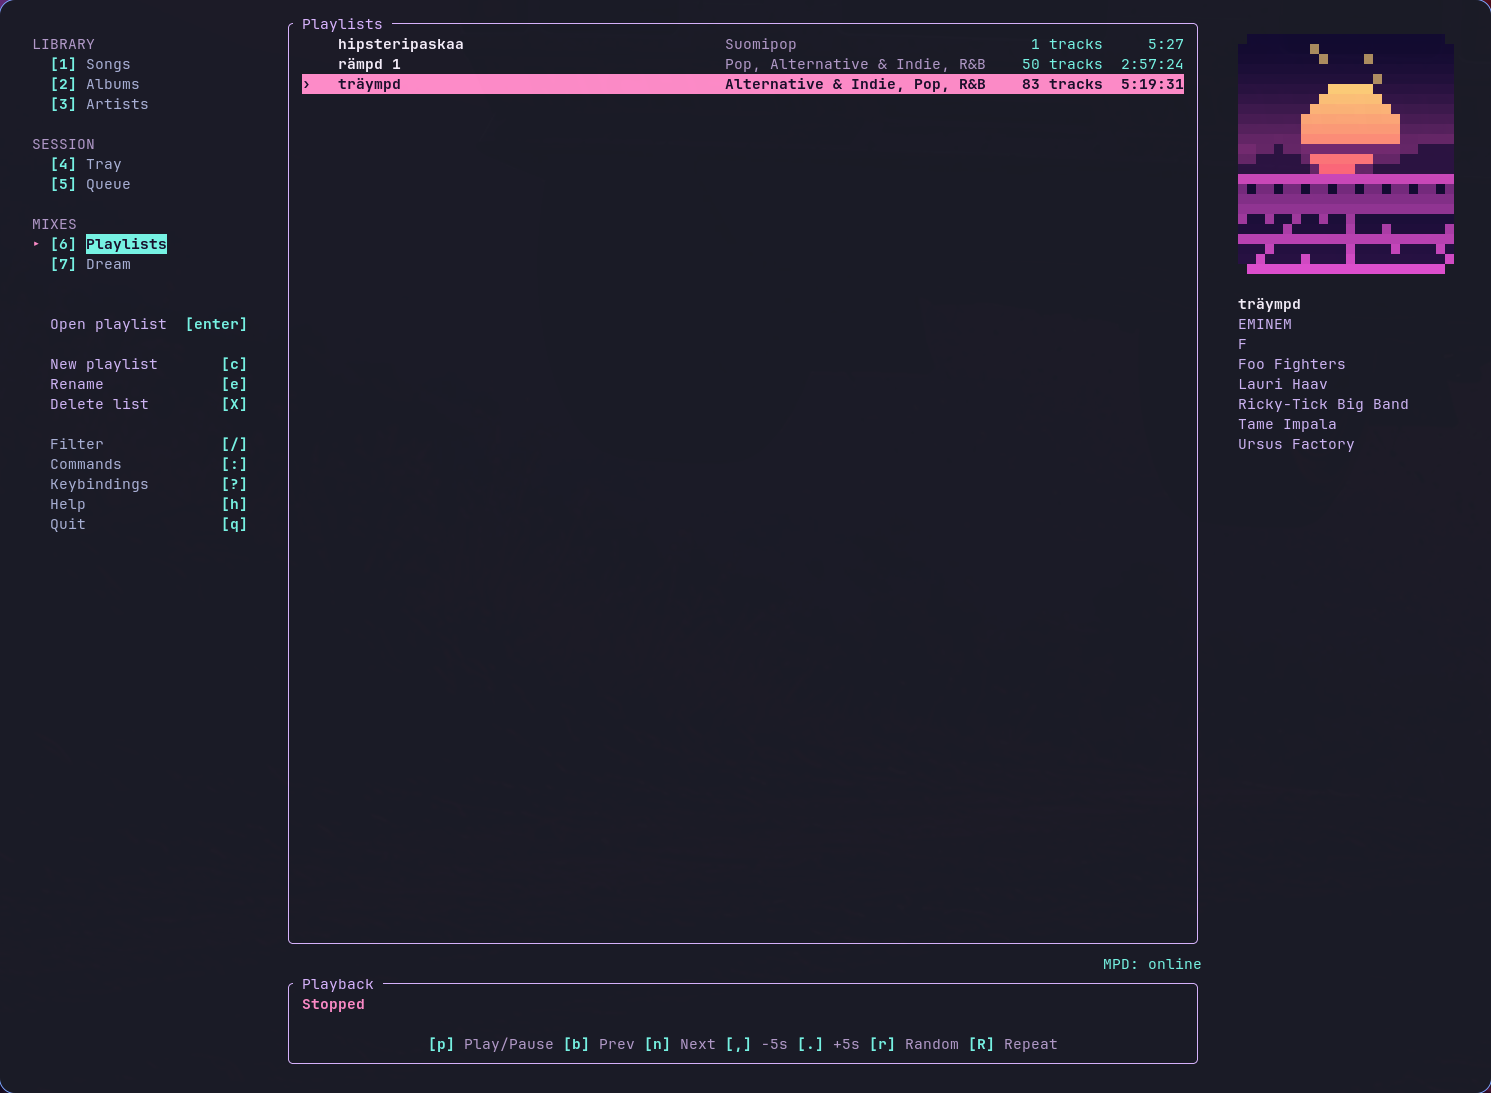 LIBRARY
[1] Songs
[2] Albums
[3] Artists
SESSION
[4] Tray
[5] Queue
MIXES
▸ [6] Playlists
[7] Dream
Open playlist [enter]
New playlist [c]
Rename [e]
Delete list [X]
Filter [/]
Commands [:]
Keybindings [?]
Help [h]
Quit [q]
Playlists
hipsteripaskaa Suomipop 1 tracks 5:27
rämpd 1 Pop, Alternative & Indie, R&B 50 tracks 2:57:24
› träympd Alternative & Indie, Pop, R&B 83 tracks 5:19:31
MPD: online
Playback
Stopped
[p] Play/Pause [b] Prev [n] Next [,] -5s [.] +5s [r] Random [R] Repeat
träympd
EMINEM
F
Foo Fighters
Lauri Haav
Ricky-Tick Big Band
Tame Impala
Ursus Factory